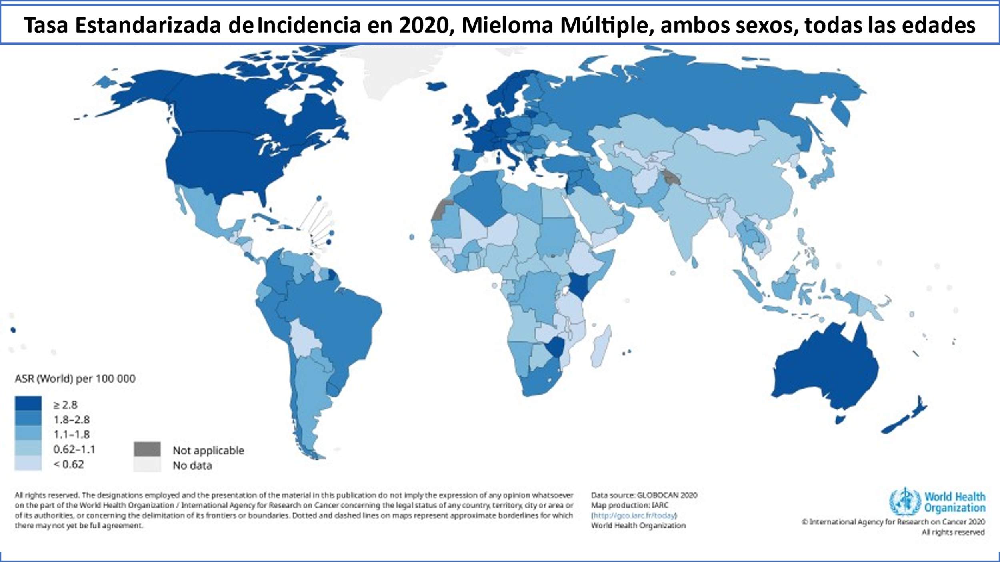 Tasa Estandarizada de Incidencia en 2020, Mieloma Múltiple, ambos sexos, todas las edades
ASR (World) per 100 000
≥ 2.8
1.8–2.8
1.1–1.8
0.62–1.1
< 0.62
Not applicable
No data
All rights reserved. The designations employed and the presentation of the material in this publication do not imply the expression of any opinion whatsoever
on the part of the World Health Organization / International Agency for Research on Cancer concerning the legal status of any country, territory, city or area or
of its authorities, or concerning the delimitation of its frontiers or boundaries. Dotted and dashed lines on maps represent approximate borderlines for which
there may not yet be full agreement.
Data source: GLOBOCAN 2020
Map production: IARC
(http://gco.iarc.fr/today)
World Health Organization
World Health
Organization
© International Agency for Research on Cancer 2020
All rights reserved